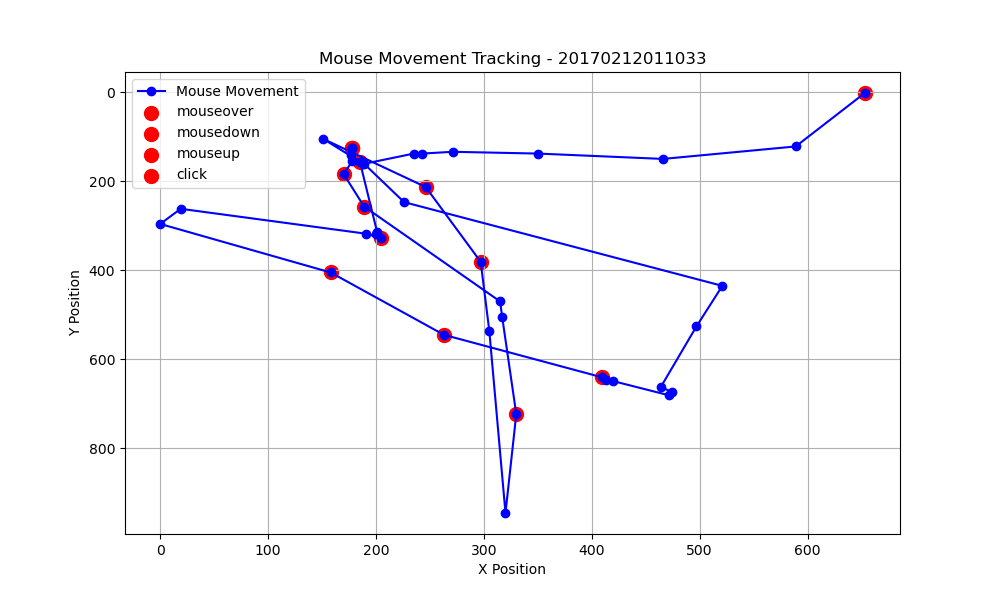 Mouse Movement Tracking - 20170212011033
Mouse Movement
mouseover
mousedown
mouseup
click
0
200
400
600
800
Y Position
0 100 200 300 400 500 600
X Position